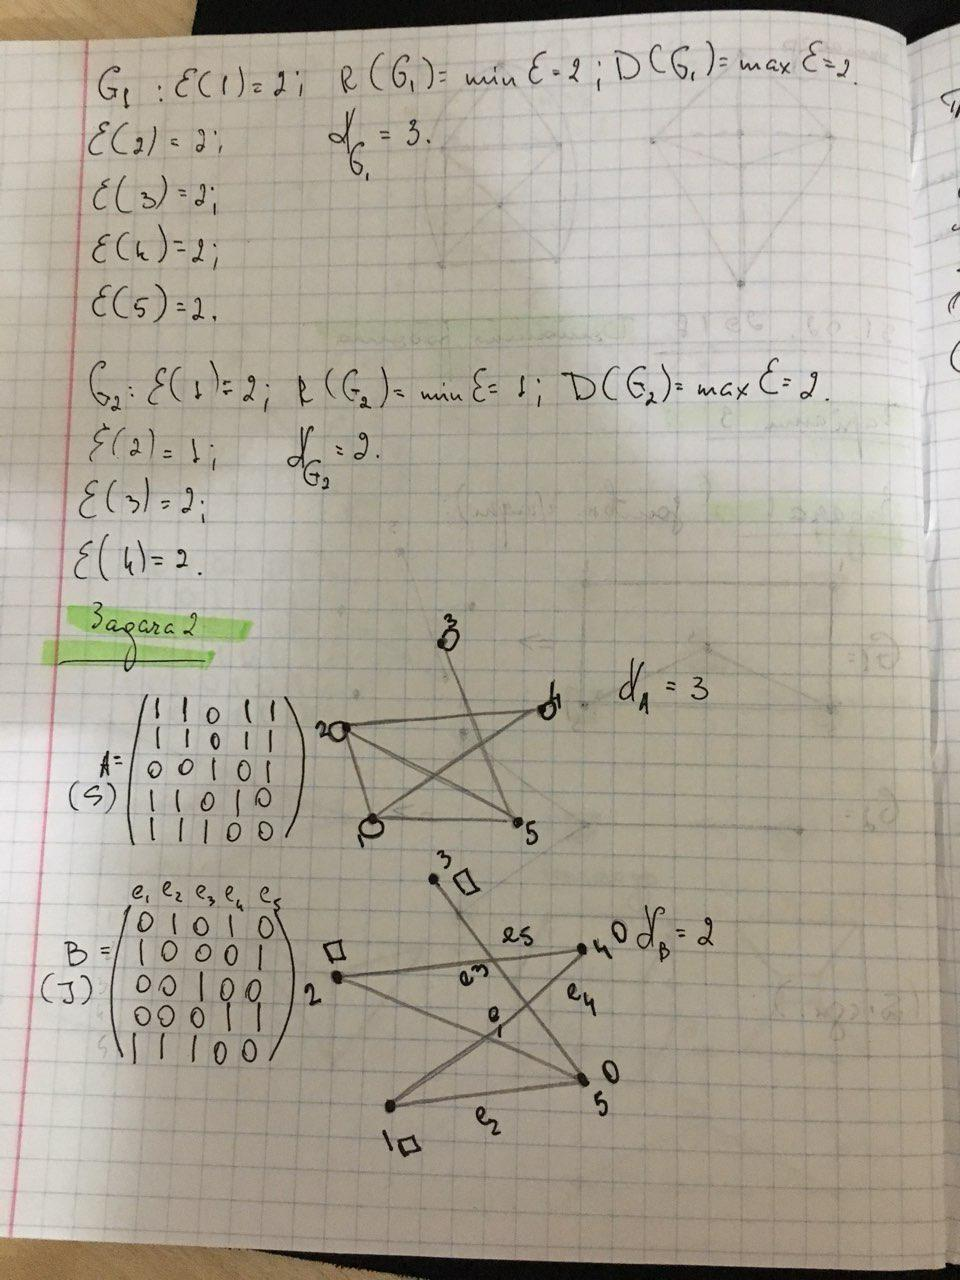 G₁ : Ɛ(1) = 2; R(G₁) = min Ɛ = 2; D(G₁) = max Ɛ = 2.
Ɛ(2) = 2; γ_G₁ = 3.
Ɛ(3) = 2;
Ɛ(4) = 2;
Ɛ(5) = 2.
G₂ : Ɛ(1) = 2; R(G₂) = min Ɛ = 1; D(G₂) = max Ɛ = 2.
Ɛ(2) = 1; γ_G₂ = 2.
Ɛ(3) = 2;
Ɛ(4) = 2.
Задача 2
3
γ_A = 3
4
2
A =
(S)
1 1 0 1 1
1 1 0 1 1
0 0 1 0 1
1 1 0 1 0
1 1 1 0 0
1 5
3
e₁ e₂ e₃ e₄ e₅
B =
(J)
0 1 0 1 0
1 0 0 0 1
0 0 1 0 0
0 0 0 1 1
1 1 1 0 0
e5 4 γ_B = 2
e3
2 e₄
e₁
5
e₂
1